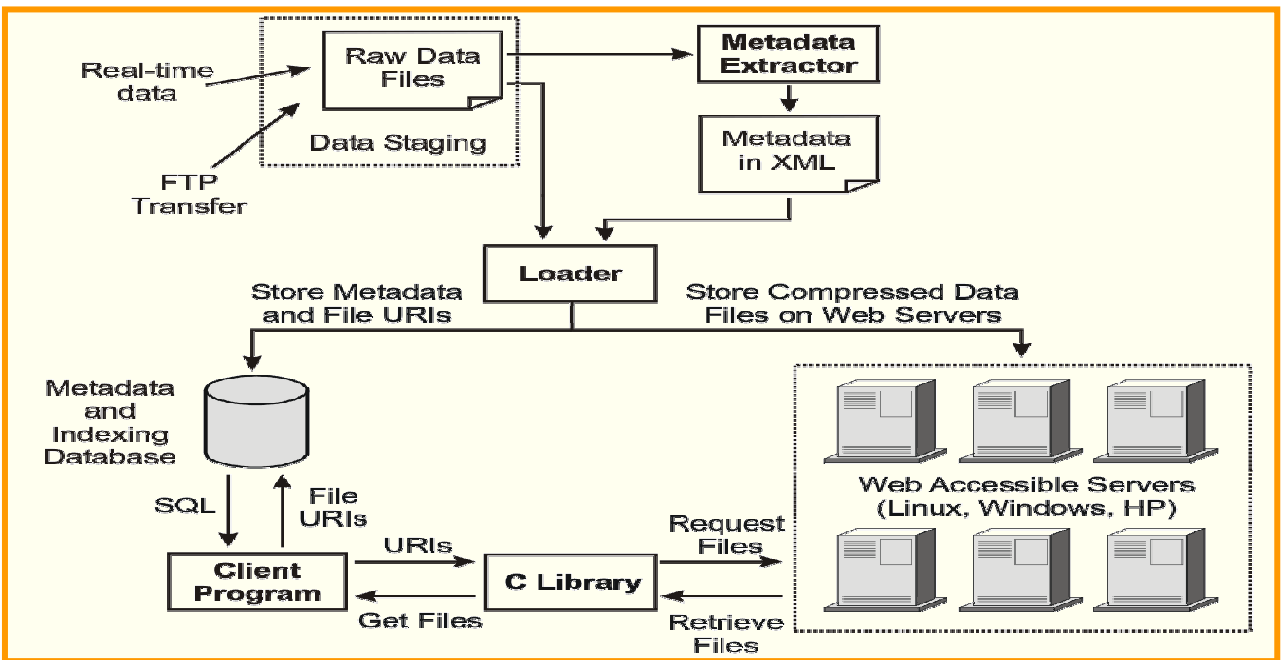 Real-time
data
Raw Data
Files
Metadata
Extractor
Data Staging
Metadata
in XML
FTP
Transfer
Loader
Store Metadata
and File URIs
Store Compressed Data
Files on Web Servers
Metadata
and
Indexing
Database
Web Accessible Servers
(Linux, Windows, HP)
SQL
File
URIs
URIs
Request
Files
Client
Program
C Library
Get Files
Retrieve
Files